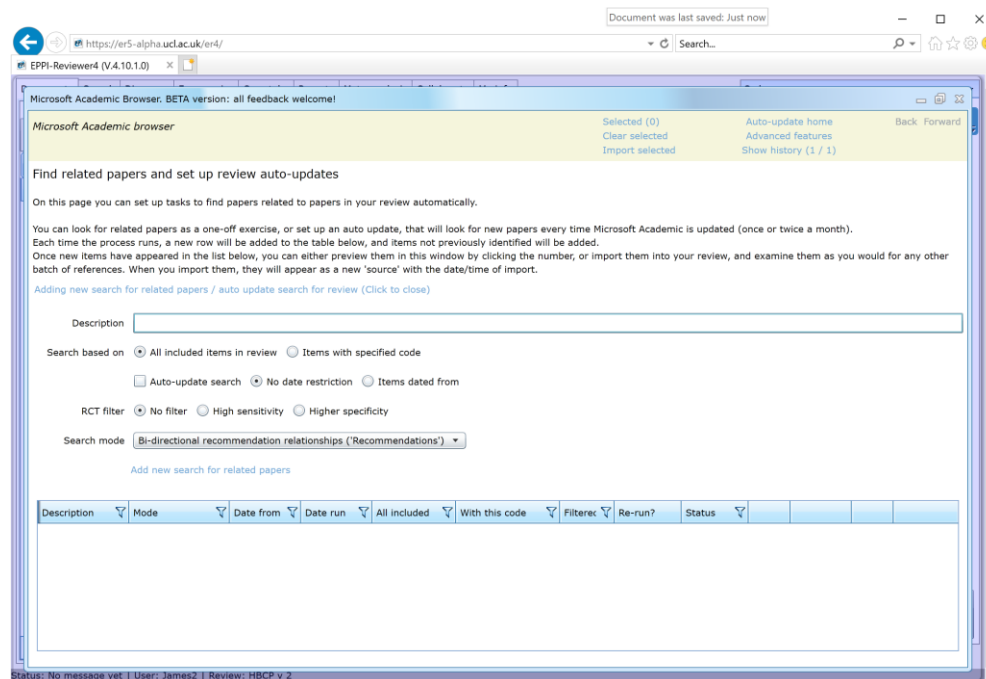 Document was last saved: Just now
https://er5-alpha.ucl.ac.uk/er4/
Search...
EPPI-Reviewer4 (V.4.10.1.0)
Microsoft Academic Browser. BETA version: all feedback welcome!
Microsoft Academic browser
Selected (0)
Auto-update home
Back Forward
Clear selected
Advanced features
Import selected
Show history (1 / 1)
Find related papers and set up review auto-updates
On this page you can set up tasks to find papers related to papers in your review automatically.
You can look for related papers as a one-off exercise, or set up an auto update, that will look for new papers every time Microsoft Academic is updated (once or twice a month).
Each time the process runs, a new row will be added to the table below, and items not previously identified will be added.
Once new items have appeared in the list below, you can either preview them in this window by clicking the number, or import them into your review, and examine them as you would for any other
batch of references. When you import them, they will appear as a new 'source' with the date/time of import.
Adding new search for related papers / auto update search for review (Click to close)
Description
Search based on All included items in review Items with specified code
Auto-update search No date restriction Items dated from
RCT filter No filter High sensitivity Higher specificity
Search mode Bi-directional recommendation relationships ('Recommendations')
Add new search for related papers
Description Mode Date from Date run All included With this code Filterec Re-run? Status
Status: No message yet | User: James2 | Review: HBCP v 2